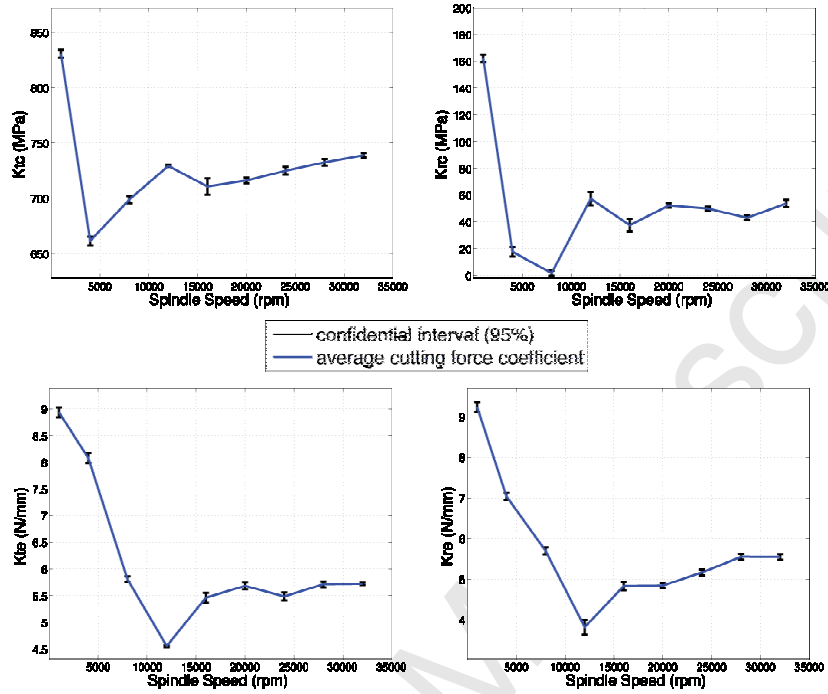 850
800
750
700
650
Ktc (MPa)
5000 10000 15000 20000 25000 30000 35000
Spindle Speed (rpm)
200
180
160
140
120
100
80
60
40
20
0
Krc (MPa)
5000 10000 15000 20000 25000 30000 35000
Spindle Speed (rpm)
confidential interval (95%)
average cutting force coefficient
9
8.5
8
7.5
7
6.5
6
5.5
5
4.5
Kte (N/mm)
5000 10000 15000 20000 25000 30000 35000
Spindle Speed (rpm)
9
8
7
6
5
4
Kre (N/mm)
5000 10000 15000 20000 25000 30000 35000
Spindle Speed (rpm)